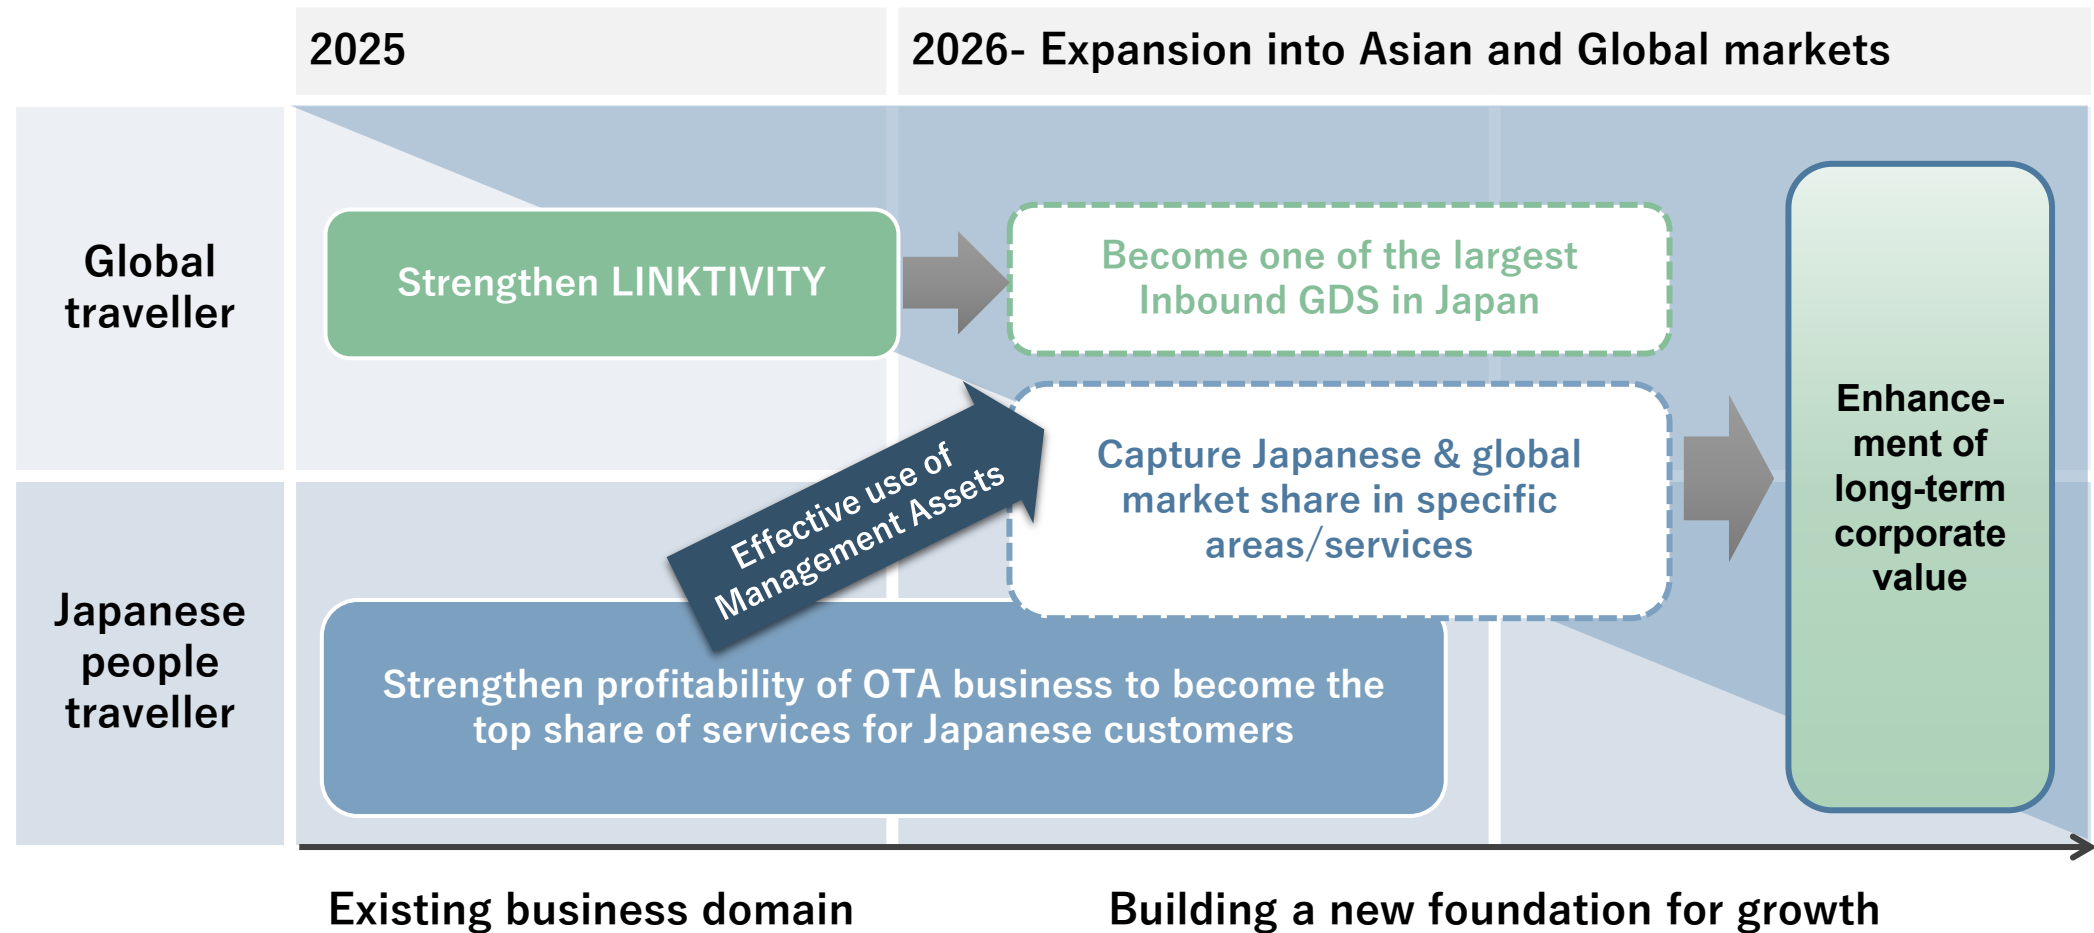 2025
2026- Expansion into Asian and Global markets
Global
traveller
Strengthen LINKTIVITY
Become one of the largest
Inbound GDS in Japan
Effective use of
Management Assets
Capture Japanese & global
market share in specific
areas/services
Enhance-
ment of
long-term
corporate
value
Japanese
people
traveller
Strengthen profitability of OTA business to become the
top share of services for Japanese customers
Existing business domain
Building a new foundation for growth